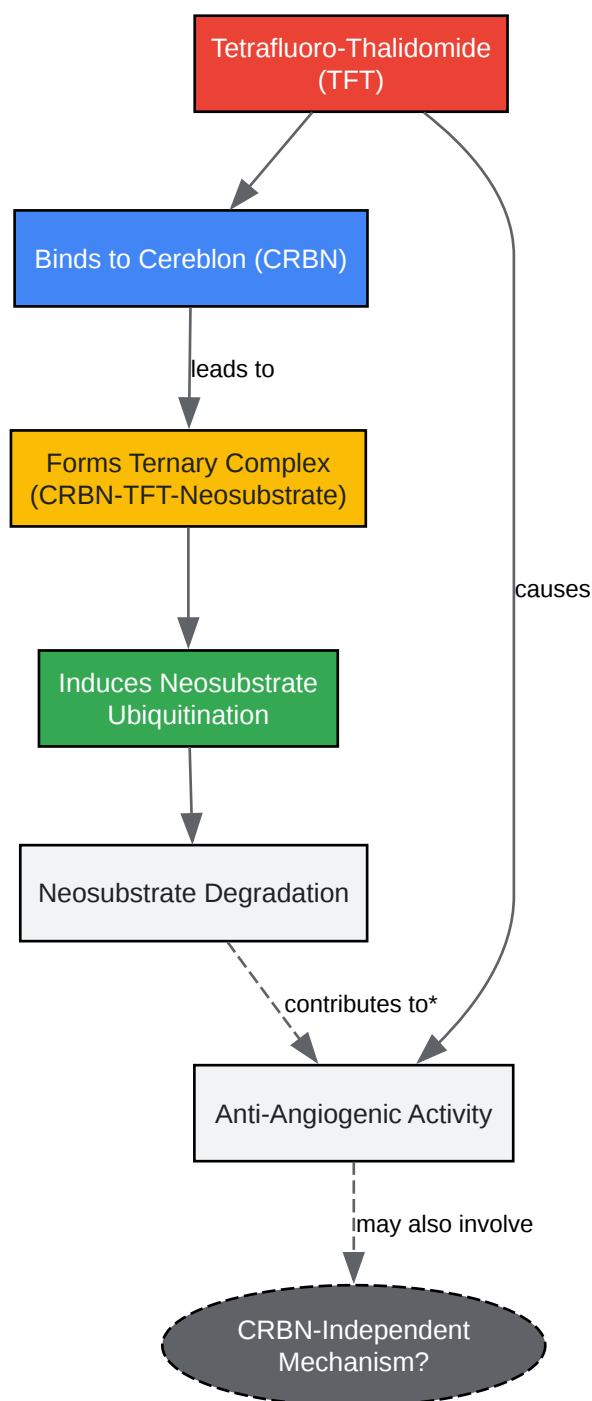 Tetrafluoro-Thalidomide
(TFT)
Binds to Cereblon (CRBN)
leads to
Forms Ternary Complex
(CRBN-TFT-Neosubstrate)
causes
Induces Neosubstrate
Ubiquitination
Neosubstrate Degradation
contributes to*
Anti-Angiogenic Activity
may also involve
CRBN-Independent
Mechanism?